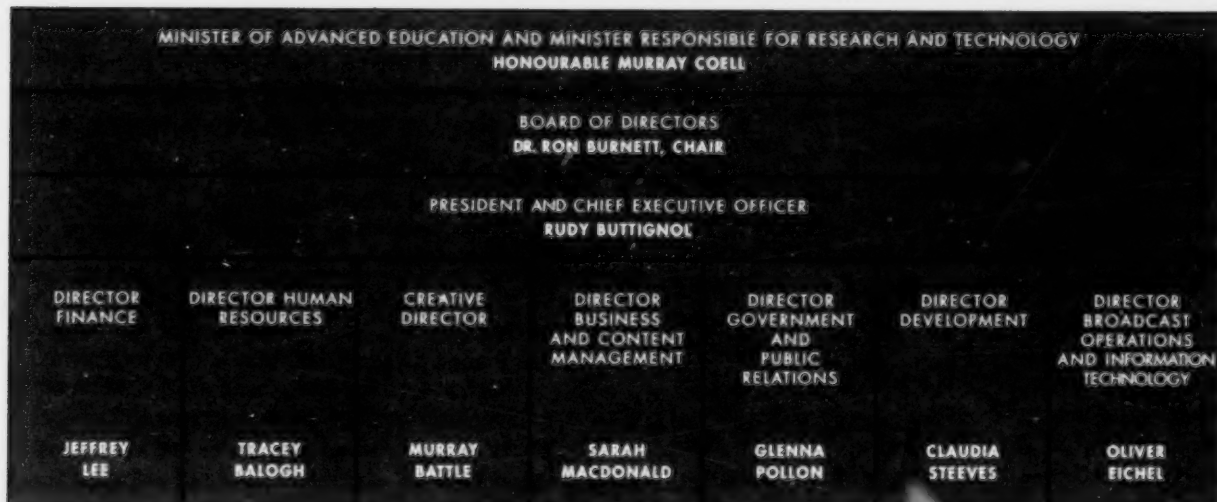 MINISTER OF ADVANCED EDUCATION AND MINISTER RESPONSIBLE FOR RESEARCH AND TECHNOLOGY
HONOURABLE MURRAY COELL
BOARD OF DIRECTORS
DR. RON BURNETT, CHAIR
PRESIDENT AND CHIEF EXECUTIVE OFFICER
RUDY BUTTIGNOL
DIRECTOR
FINANCE
DIRECTOR HUMAN
RESOURCES
CREATIVE
DIRECTOR
DIRECTOR
BUSINESS
AND CONTENT
MANAGEMENT
DIRECTOR
GOVERNMENT
AND
PUBLIC
RELATIONS
DIRECTOR
DEVELOPMENT
DIRECTOR
BROADCAST
OPERATIONS
AND INFORMATION
TECHNOLOGY
JEFFREY
LEE
TRACEY
BALOGH
MURRAY
BATTLE
SARAH
MACDONALD
GLENNA
POLLON
CLAUDIA
STEEVES
OLIVER
EICHEL